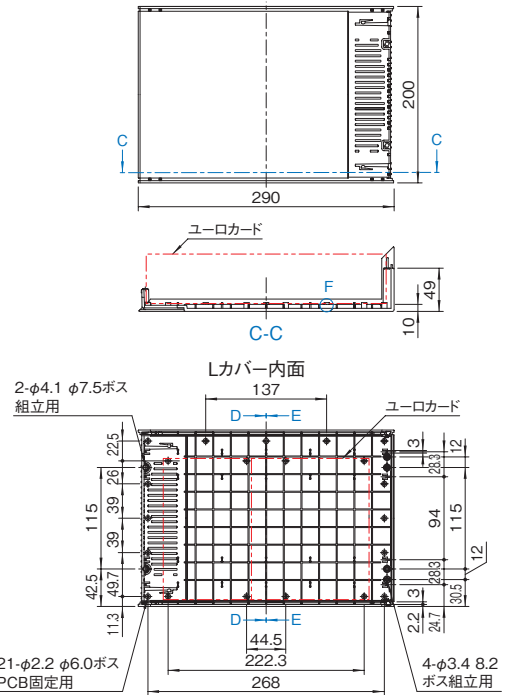 C
C
200
290
ユーロカード
F
49
10
C-C
Lカバー内面
2-φ4.1 φ7.5ボス
組立用
137
ユーロカード
D
E
22.5
26
39
39
49.7
11.3
115
42.5
3
28.3
12
94
115
28.3
12
3
2.2
24.7
30.5
D
E
44.5
222.3
268
21-φ2.2 φ6.0ボス
PCB固定用
4-φ3.4 8.2
ボス組立用